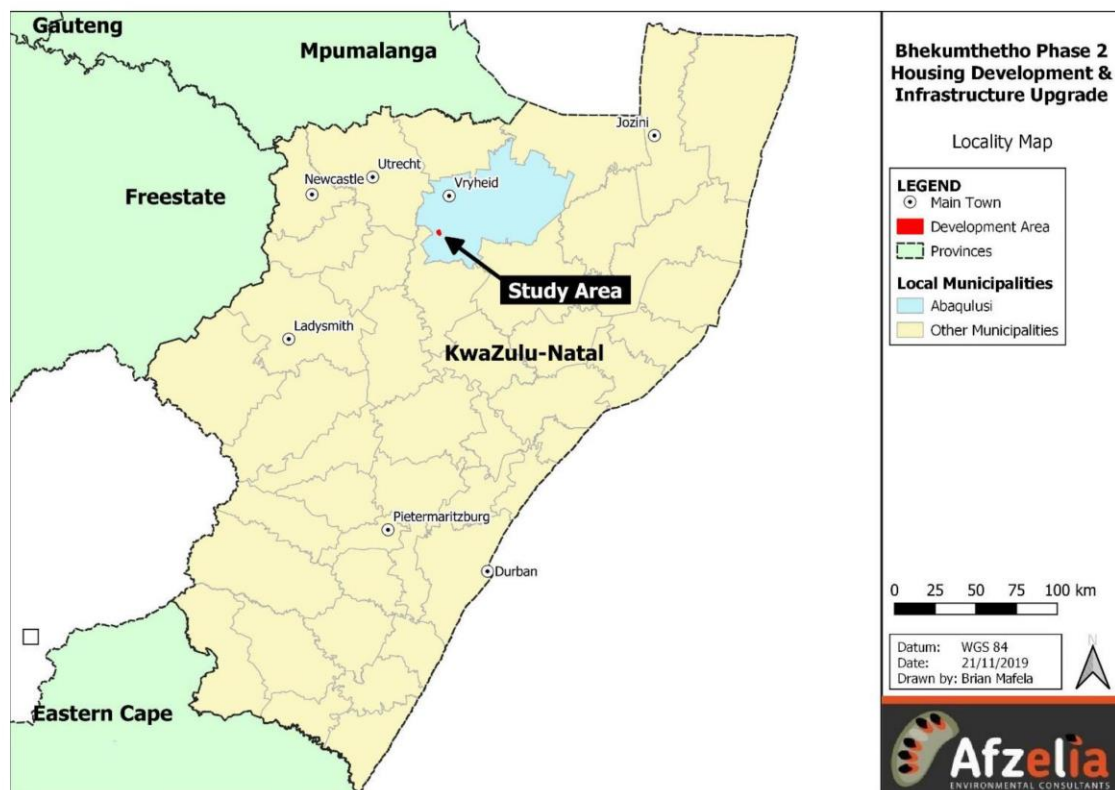 Gauteng
Mpumalanga
Freestate
Jozini
Utrecht
Newcastle
Vryheid
Study Area
Ladysmith
KwaZulu-Natal
Pietermaritzburg
Durban
Eastern Cape
Bhekumthetho Phase 2
Housing Development &
Infrastructure Upgrade
Locality Map
LEGEND
Main Town
Development Area
Provinces
Local Municipalities
Abaqulusi
Other Municipalities
0 25 50 75 100 km
Datum: WGS 84
Date: 21/11/2019
Drawn by: Brian Mafela
N
Afzelia
ENVIRONMENTAL CONSULTANTS